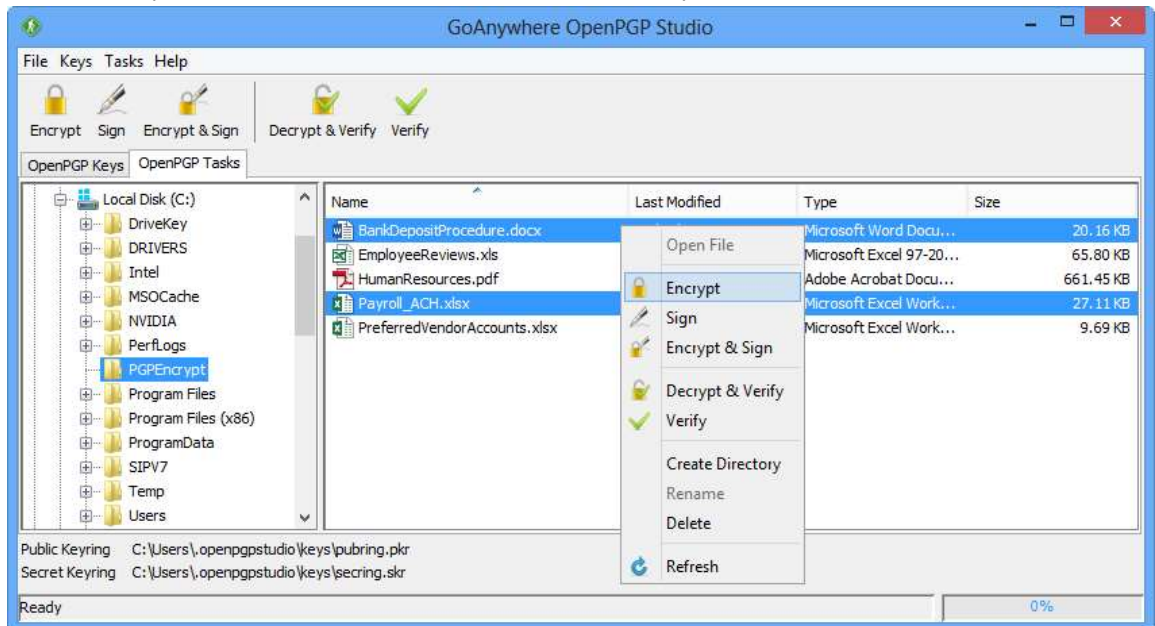 GoAnywhere OpenPGP Studio
File Keys Tasks Help
Encrypt Sign Encrypt & Sign Decrypt & Verify Verify
OpenPGP Keys OpenPGP Tasks
Local Disk (C:)
DriveKey
DRIVERS
Intel
MSOCache
NVIDIA
PerfLogs
PGPEncrypt
Program Files
Program Files (x86)
ProgramData
SIPV7
Temp
Users
Name Last Modified Type Size
BankDepositProcedure.docx Microsoft Word Docu... 20.16 KB
EmployeeReviews.xls Microsoft Excel 97-20... 65.80 KB
HumanResources.pdf Adobe Acrobat Docu... 661.45 KB
Payroll_ACH.xlsx Microsoft Excel Work... 27.11 KB
PreferredVendorAccounts.xlsx Microsoft Excel Work... 9.69 KB
Open File
Encrypt
Sign
Encrypt & Sign
Decrypt & Verify
Verify
Create Directory
Rename
Delete
Refresh
Public Keyring C:\Users\.openpgpstudio\keys\pubring.pkr
Secret Keyring C:\Users\.openpgpstudio\keys\secring.skr
Ready 0%